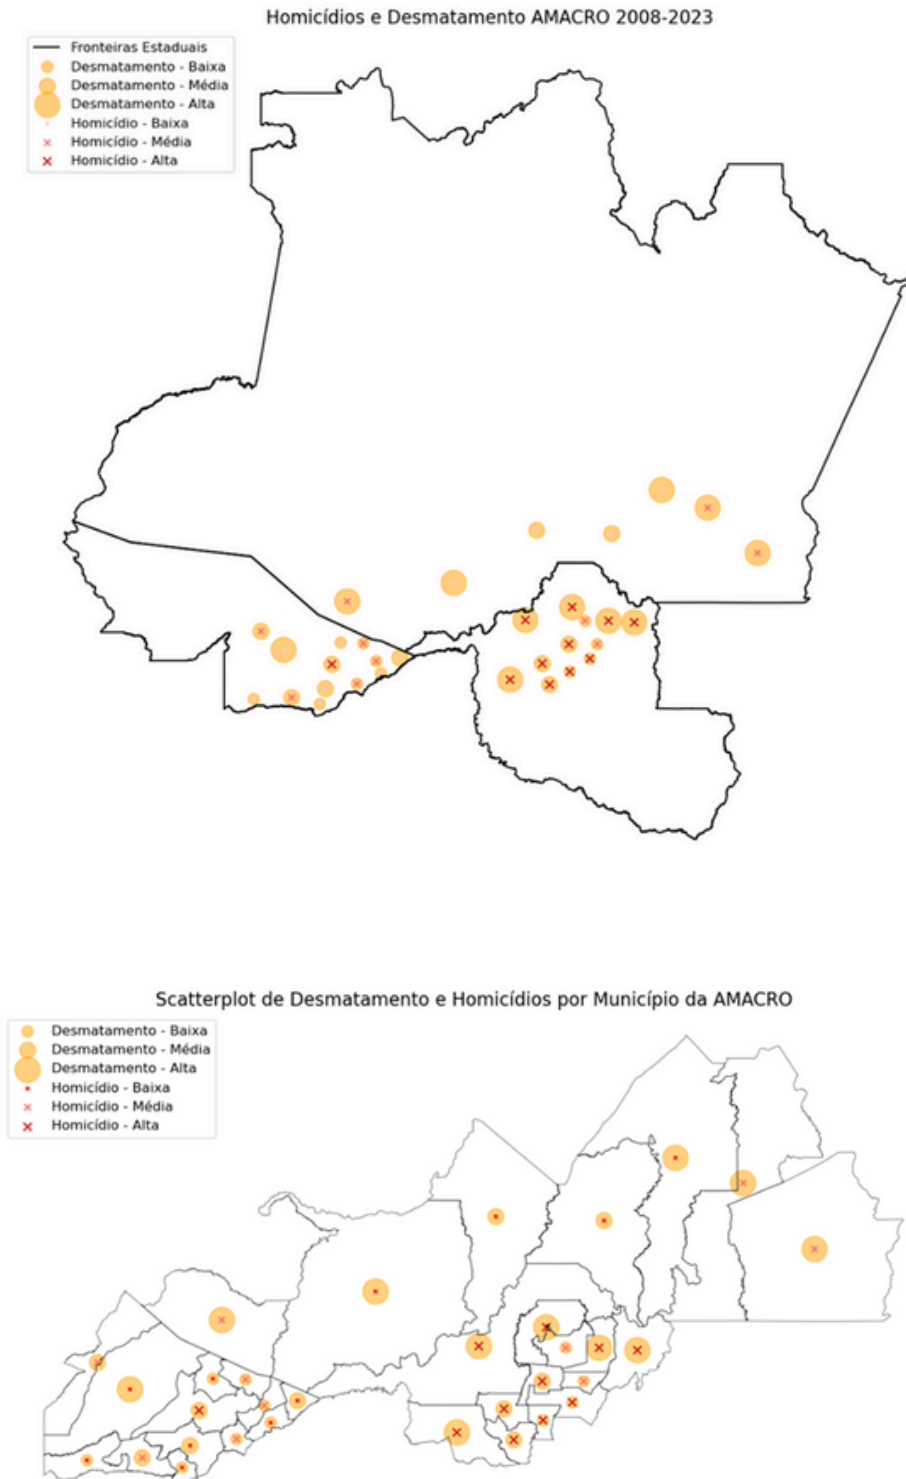 Homicídios e Desmatamento AMACRO 2008-2023
Fronteiras Estaduais
Desmatamento - Baixa
Desmatamento - Média
Desmatamento - Alta
Homicídio - Baixa
Homicídio - Média
Homicídio - Alta
Scatterplot de Desmatamento e Homicídios por Município da AMACRO
Desmatamento - Baixa
Desmatamento - Média
Desmatamento - Alta
Homicídio - Baixa
Homicídio - Média
Homicídio - Alta